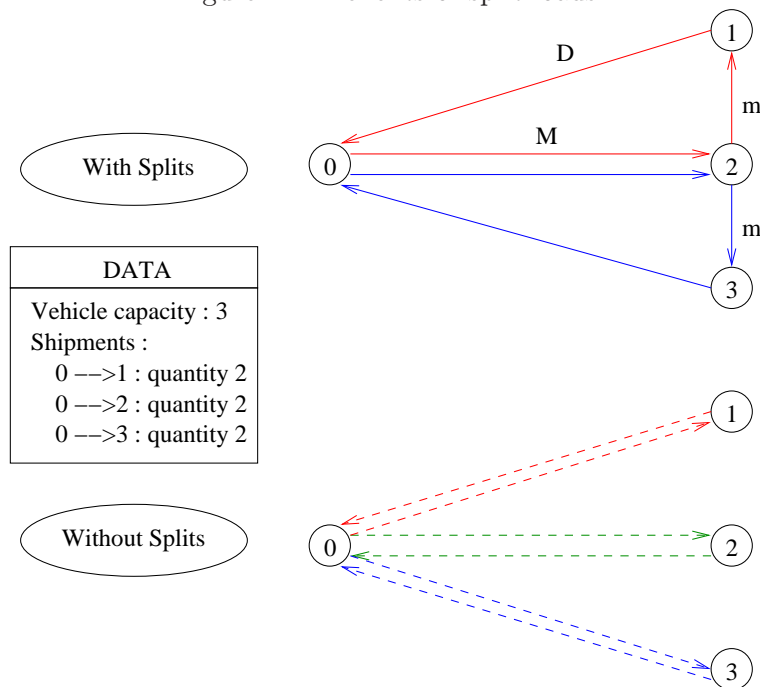 1
D
m
With Splits
0
M
2
m
DATA
3
Vehicle capacity : 3
Shipments :
0 −−>1 : quantity 2
0 −−>2 : quantity 2
0 −−>3 : quantity 2
1
Without Splits
0
2
3